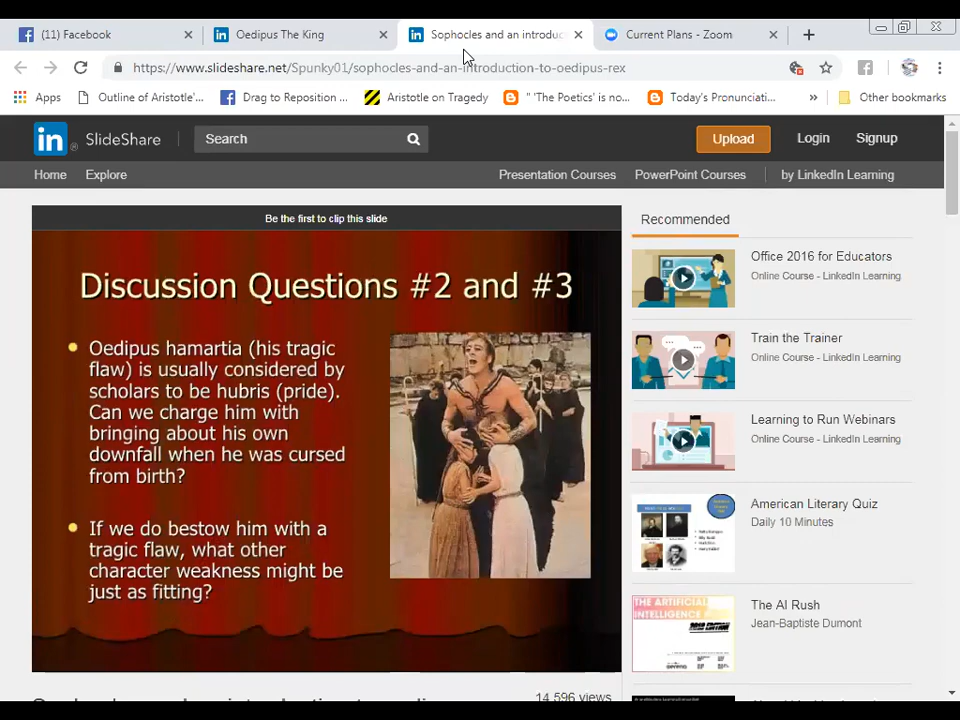 (11) Facebook
Oedipus The King
Sophocles and an introduc
Current Plans - Zoom
https://www.slideshare.net/Spunky01/sophocles-and-an-introduction-to-oedipus-rex
Apps
Outline of Aristotle'...
Drag to Reposition ...
Aristotle on Tragedy
" 'The Poetics' is no...
Today's Pronunciati...
»
Other bookmarks
in SlideShare
Search
Upload
Login
Signup
Home
Explore
Presentation Courses
PowerPoint Courses
by LinkedIn Learning
Be the first to clip this slide
Discussion Questions #2 and #3
Oedipus hamartia (his tragic
flaw) is usually considered by
scholars to be hubris (pride).
Can we charge him with
bringing about his own
downfall when he was cursed
from birth?
If we do bestow him with a
tragic flaw, what other
character weakness might be
just as fitting?
Recommended
Office 2016 for Educators
Online Course - LinkedIn Learning
Train the Trainer
Online Course - LinkedIn Learning
Learning to Run Webinars
Online Course - LinkedIn Learning
American Literary Quiz
Daily 10 Minutes
THE ARTIFICIAL
INTELLIGENCE
The AI Rush
Jean-Baptiste Dumont
14,596 views